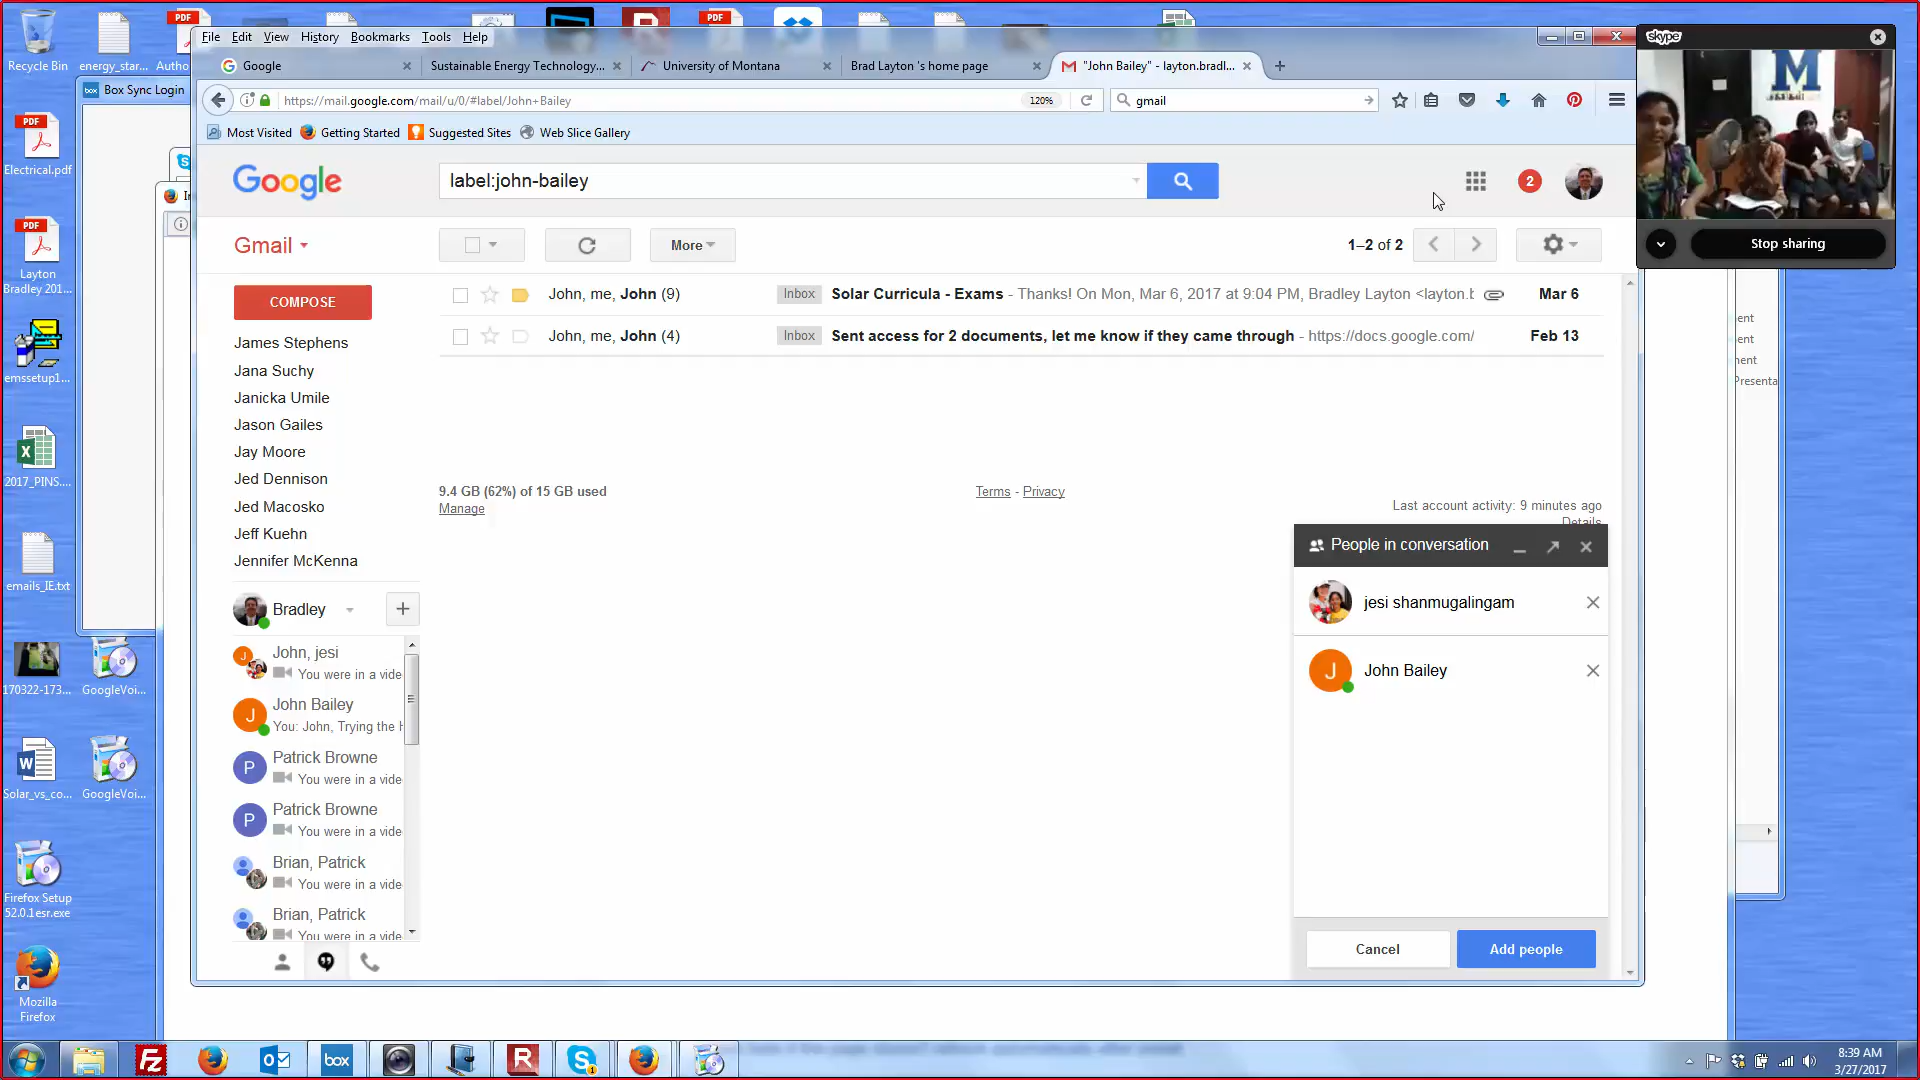 File Edit View History Bookmarks Tools Help
skype
Recycle Bin
energy_star...
Autho
Box Sync Login
Google
Sustainable Energy Technology...
University of Montana
Brad Layton 's home page
"John Bailey" - layton.bradl...
https://mail.google.com/mail/u/0/#label/John+Bailey
120%
gmail
Most Visited
Getting Started
Suggested Sites
Web Slice Gallery
M
Google
label:john-bailey
2
Stop sharing
Gmail
More
1–2 of 2
COMPOSE
John, me, John (9)
Inbox
Solar Curricula - Exams - Thanks! On Mon, Mar 6, 2017 at 9:04 PM, Bradley Layton <layton.b
Mar 6
John, me, John (4)
Inbox
Sent access for 2 documents, let me know if they came through - https://docs.google.com/
Feb 13
James Stephens
Jana Suchy
Janicka Umile
Jason Gailes
Jay Moore
Jed Dennison
Jed Macosko
Jeff Kuehn
Jennifer McKenna
9.4 GB (62%) of 15 GB used
Manage
Terms - Privacy
Last account activity: 9 minutes ago
Details
People in conversation
jesi shanmugalingam
J
John Bailey
Cancel
Add people
Bradley
John, jesi
You were in a vide
John Bailey
You: John, Trying the H
Patrick Browne
You were in a vide
Patrick Browne
You were in a vide
Brian, Patrick
You were in a vide
Brian, Patrick
You were in a vide
Electrical.pdf
Layton
Bradley 201...
emssetup1...
2017_PINS....
emails_IE.txt
170322-173...
GoogleVoi...
Solar_vs_co...
GoogleVoi...
Firefox Setup
52.0.1esr.exe
Mozilla
Firefox
ent
ent
nent
Presenta
box
8:39 AM
3/27/2017